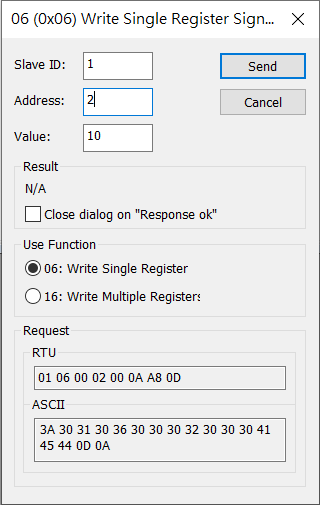 06 (0x06) Write Single Register Sign...
Slave ID: 1
Send
Address: 2
Cancel
Value: 10
Result
N/A
Close dialog on "Response ok"
Use Function
06: Write Single Register
16: Write Multiple Registers
Request
RTU
01 06 00 02 00 0A A8 0D
ASCII
3A 30 31 30 36 30 30 30 32 30 30 30 41
45 44 0D 0A